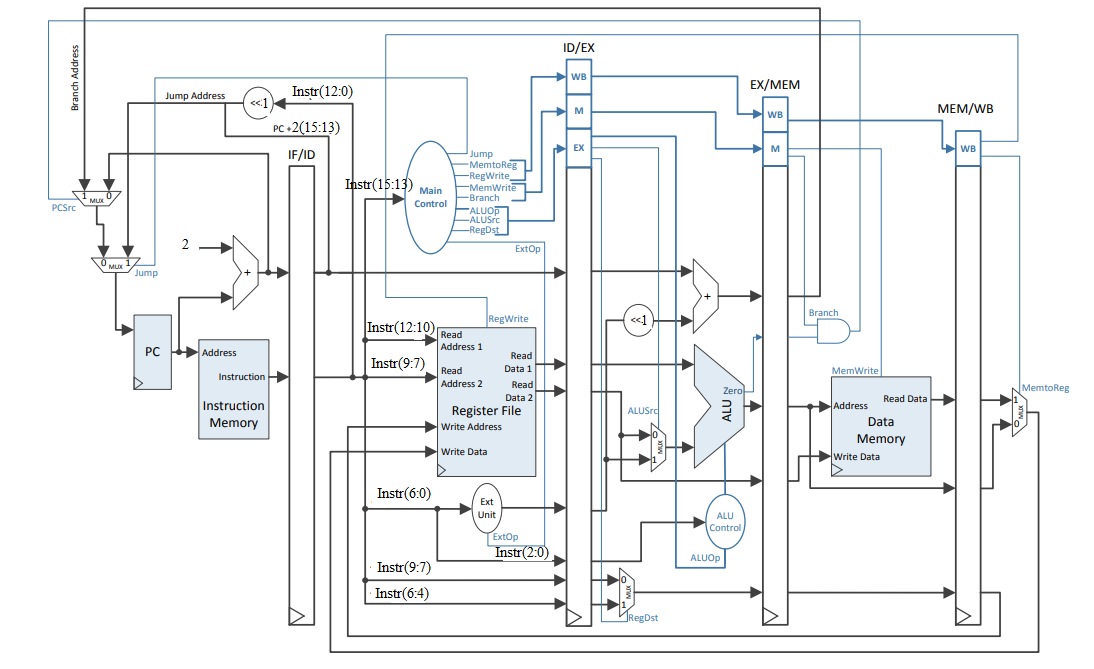 ID/EX
EX/MEM
MEM/WB
IF/ID
Branch Address
Jump Address
<<1
Instr(12:0)
PC +2(15:13)
WB
M
EX
WB
M
WB
Instr(15:13)
Main
Control
Jump
MemtoReg
RegWrite
MemWrite
Branch
ALUOp
ALUSrc
RegDst
ExtOp
1 MUX 0
PCSrc
0 MUX 1
Jump
2
+
PC
Address
Instruction
Instruction
Memory
Instr(12:10)
Instr(9:7)
RegWrite
Read
Address 1
Read
Address 2
Read
Data 1
Read
Data 2
Register File
Write Address
Write Data
Instr(6:0)
Ext
Unit
ExtOp
Instr(2:0)
Instr(9:7)
Instr(6:4)
+
<<1
ALUSrc
0
MUX
1
Zero
ALU
ALU
Control
ALUOp
0
MUX
1
RegDst
Branch
MemWrite
Address
Read Data
Data
Memory
Write Data
MemtoReg
1
MUX
0